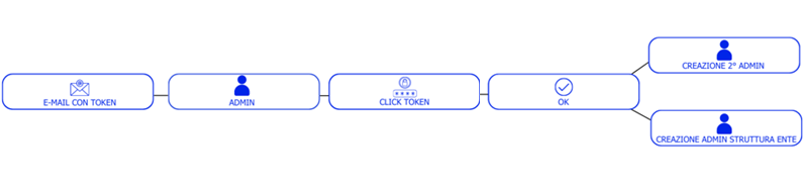 E-MAIL CON TOKEN
ADMIN
CLICK TOKEN
OK
CREAZIONE 2° ADMIN
CREAZIONE ADMIN STRUTTURA ENTE